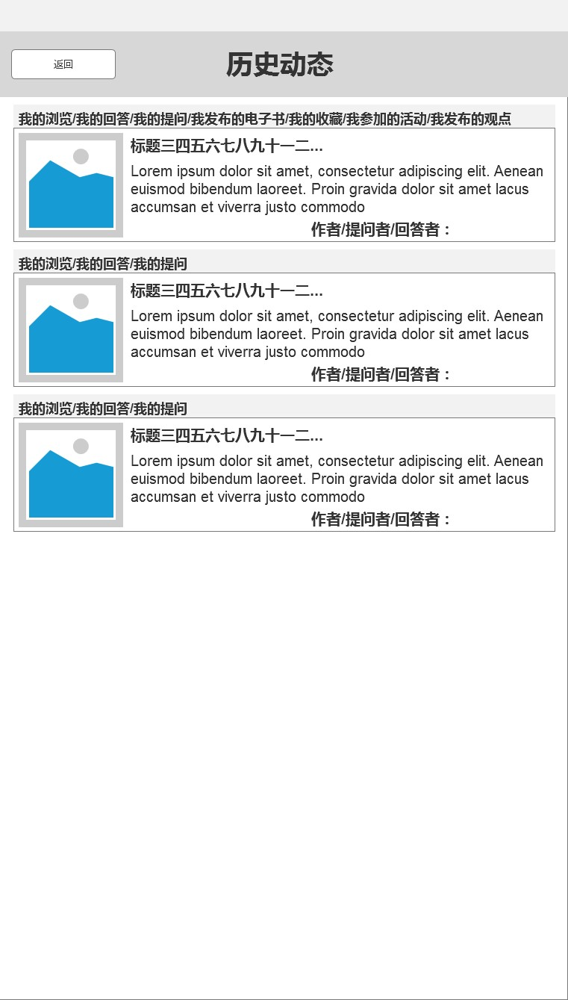 返回
历史动态
我的浏览/我的回答/我的提问/我发布的电子书/我的收藏/我参加的活动/我发布的观点
标题三四五六七八九十一二...
Lorem ipsum dolor sit amet, consectetur adipiscing elit. Aenean
euismod bibendum laoreet. Proin gravida dolor sit amet lacus
accumsan et viverra justo commodo
作者/提问者/回答者：
我的浏览/我的回答/我的提问
标题三四五六七八九十一二...
Lorem ipsum dolor sit amet, consectetur adipiscing elit. Aenean
euismod bibendum laoreet. Proin gravida dolor sit amet lacus
accumsan et viverra justo commodo
作者/提问者/回答者：
我的浏览/我的回答/我的提问
标题三四五六七八九十一二...
Lorem ipsum dolor sit amet, consectetur adipiscing elit. Aenean
euismod bibendum laoreet. Proin gravida dolor sit amet lacus
accumsan et viverra justo commodo
作者/提问者/回答者：